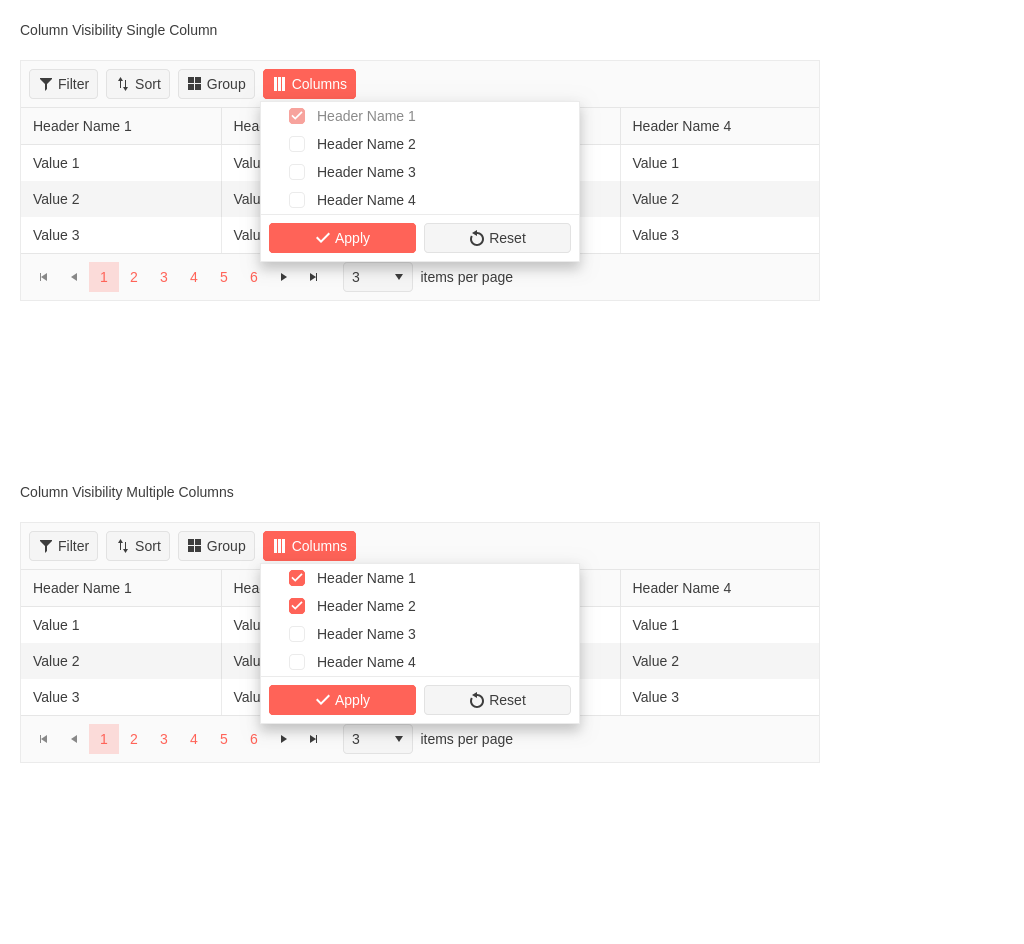 Column Visibility Single Column
Filter Sort Group Columns
Header Name 1 Hea Header Name 4
Header Name 1
Header Name 2
Header Name 3
Header Name 4
Apply Reset
Value 1 Valu Value 1
Value 2 Valu Value 2
Value 3 Valu Value 3
1 2 3 4 5 6 3 items per page
Column Visibility Multiple Columns
Filter Sort Group Columns
Header Name 1 Hea Header Name 4
Header Name 1
Header Name 2
Header Name 3
Header Name 4
Apply Reset
Value 1 Valu Value 1
Value 2 Valu Value 2
Value 3 Valu Value 3
1 2 3 4 5 6 3 items per page